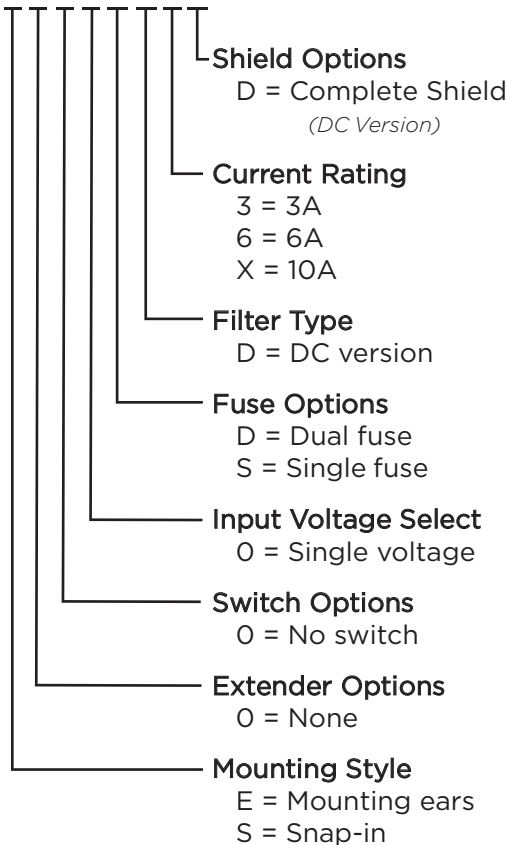 Shield Options
D = Complete Shield
(DC Version)
Current Rating
3 = 3A
6 = 6A
X = 10A
Filter Type
D = DC version
Fuse Options
D = Dual fuse
S = Single fuse
Input Voltage Select
0 = Single voltage
Switch Options
0 = No switch
Extender Options
0 = None
Mounting Style
E = Mounting ears
S = Snap-in